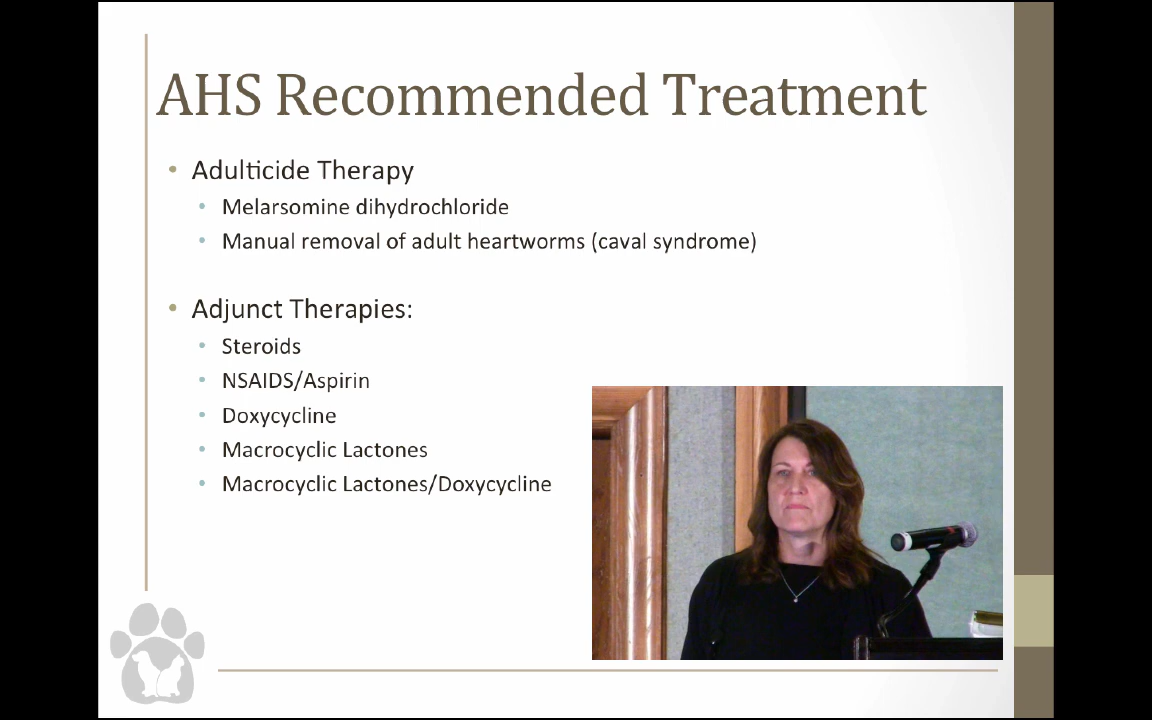 AHS Recommended Treatment
• Adulticide Therapy
• Melarsomine dihydrochloride
• Manual removal of adult heartworms (caval syndrome)
• Adjunct Therapies:
• Steroids
• NSAIDS/Aspirin
• Doxycycline
• Macrocyclic Lactones
• Macrocyclic Lactones/Doxycycline